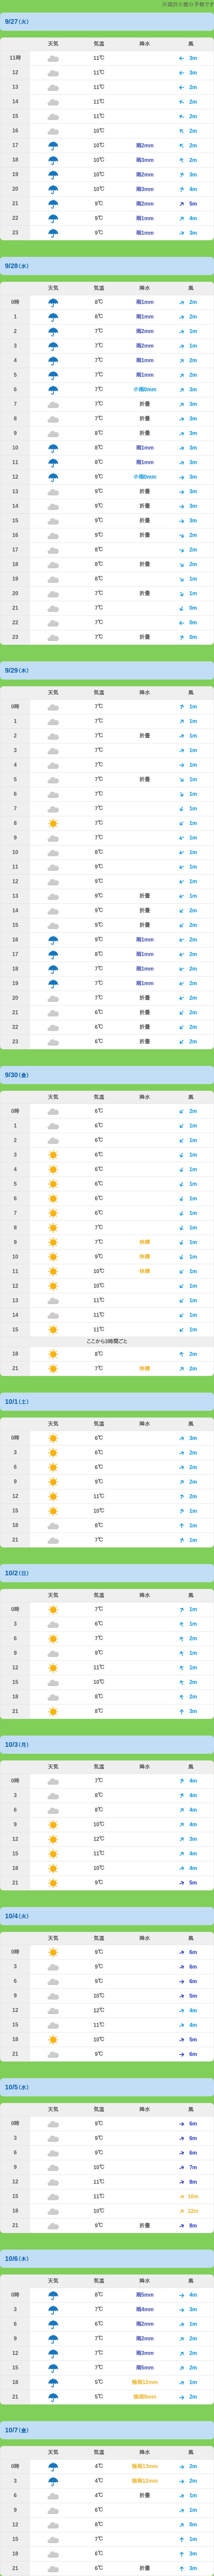 ※涸沢小屋の予報です
9/27(火)
天気 気温 降水 風
11時 11℃ 3m
12 11℃ 3m
13 11℃ 2m
14 11℃ 2m
15 11℃ 2m
16 10℃ 2m
17 10℃ 雨2mm 2m
18 10℃ 雨3mm 2m
19 10℃ 雨2mm 3m
20 10℃ 雨3mm 4m
21 9℃ 雨2mm 5m
22 9℃ 雨1mm 4m
23 9℃ 雨1mm 3m
9/28(水)
天気 気温 降水 風
0時 8℃ 雨1mm 2m
1 8℃ 雨1mm 2m
2 7℃ 雨2mm 1m
3 7℃ 雨2mm 1m
4 7℃ 雨1mm 2m
5 7℃ 雨1mm 2m
6 7℃ 小雨0mm 3m
7 7℃ 折畳 3m
8 7℃ 折畳 3m
9 8℃ 折畳 3m
10 8℃ 雨1mm 3m
11 8℃ 雨1mm 3m
12 9℃ 小雨0mm 3m
13 9℃ 折畳 3m
14 9℃ 折畳 3m
15 9℃ 折畳 3m
16 9℃ 折畳 2m
17 8℃ 2m
18 8℃ 折畳 2m
19 8℃ 1m
20 7℃ 折畳 1m
21 7℃ 0m
22 7℃ 0m
23 7℃ 折畳 0m
9/29(木)
天気 気温 降水 風
0時 7℃ 1m
1 7℃ 1m
2 7℃ 折畳 1m
3 7℃ 1m
4 7℃ 1m
5 7℃ 折畳 1m
6 7℃ 1m
7 7℃ 1m
8 7℃ 1m
9 7℃ 1m
10 8℃ 1m
11 9℃ 1m
12 9℃ 1m
13 9℃ 折畳 1m
14 9℃ 折畳 2m
15 9℃ 折畳 2m
16 9℃ 雨1mm 2m
17 8℃ 雨1mm 2m
18 7℃ 雨1mm 2m
19 7℃ 雨1mm 2m
20 7℃ 折畳 2m
21 6℃ 折畳 2m
22 6℃ 折畳 2m
23 6℃ 折畳 2m
9/30(金)
天気 気温 降水 風
0時 6℃ 2m
1 6℃ 1m
2 6℃ 1m
3 6℃ 1m
4 6℃ 1m
5 6℃ 1m
6 6℃ 1m
7 6℃ 1m
8 7℃ 1m
9 7℃ 快晴 1m
10 9℃ 快晴 1m
11 10℃ 快晴 1m
12 10℃ 1m
13 11℃ 1m
14 11℃ 1m
15 11℃ 1m
ここから3時間ごと
18 8℃ 2m
21 7℃ 快晴 2m
10/1(土)
天気 気温 降水 風
0時 6℃ 3m
3 6℃ 2m
6 6℃ 2m
9 9℃ 2m
12 11℃ 2m
15 10℃ 1m
18 8℃ 1m
21 7℃ 1m
10/2(日)
天気 気温 降水 風
0時 7℃ 1m
3 6℃ 1m
6 7℃ 2m
9 9℃ 1m
12 11℃ 1m
15 10℃ 2m
18 8℃ 2m
21 8℃ 3m
10/3(月)
天気 気温 降水 風
0時 7℃ 4m
3 8℃ 4m
6 8℃ 4m
9 10℃ 4m
12 12℃ 3m
15 11℃ 4m
18 10℃ 4m
21 9℃ 5m
10/4(火)
天気 気温 降水 風
0時 9℃ 6m
3 9℃ 6m
6 9℃ 6m
9 10℃ 5m
12 12℃ 4m
15 11℃ 4m
18 10℃ 5m
21 9℃ 6m
10/5(水)
天気 気温 降水 風
0時 9℃ 6m
3 9℃ 6m
6 9℃ 6m
9 10℃ 7m
12 11℃ 8m
15 11℃ 10m
18 10℃ 12m
21 9℃ 折畳 8m
10/6(木)
天気 気温 降水 風
0時 8℃ 雨5mm 4m
3 7℃ 雨4mm 3m
6 6℃ 雨2mm 1m
9 7℃ 雨2mm 2m
12 7℃ 雨3mm 2m
15 7℃ 雨5mm 2m
18 5℃ 強雨12mm 1m
21 5℃ 強雨8mm 2m
10/7(金)
天気 気温 降水 風
0時 4℃ 強雨13mm 2m
3 4℃ 強雨12mm 2m
6 4℃ 折畳 1m
9 6℃ 1m
12 8℃ 0m
15 7℃ 1m
18 6℃ 3m
21 6℃ 折畳 3m